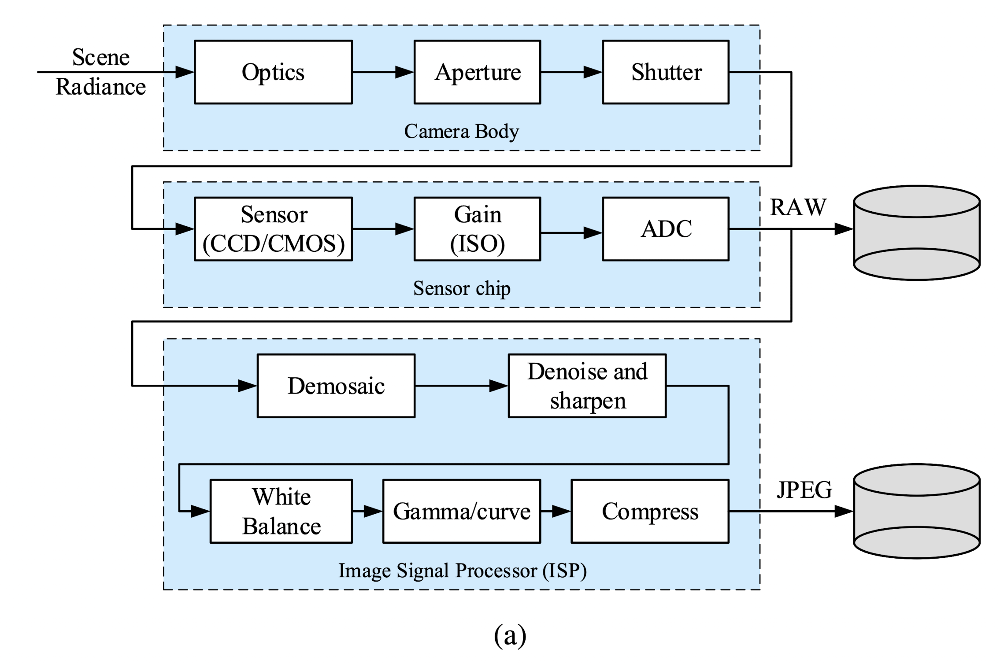 Scene
Radiance
Optics
Aperture
Shutter
Camera Body
Sensor
(CCD/CMOS)
Gain
(ISO)
ADC
RAW
Sensor chip
Demosaic
Denoise and
sharpen
White
Balance
Gamma/curve
Compress
JPEG
Image Signal Processor (ISP)
(a)